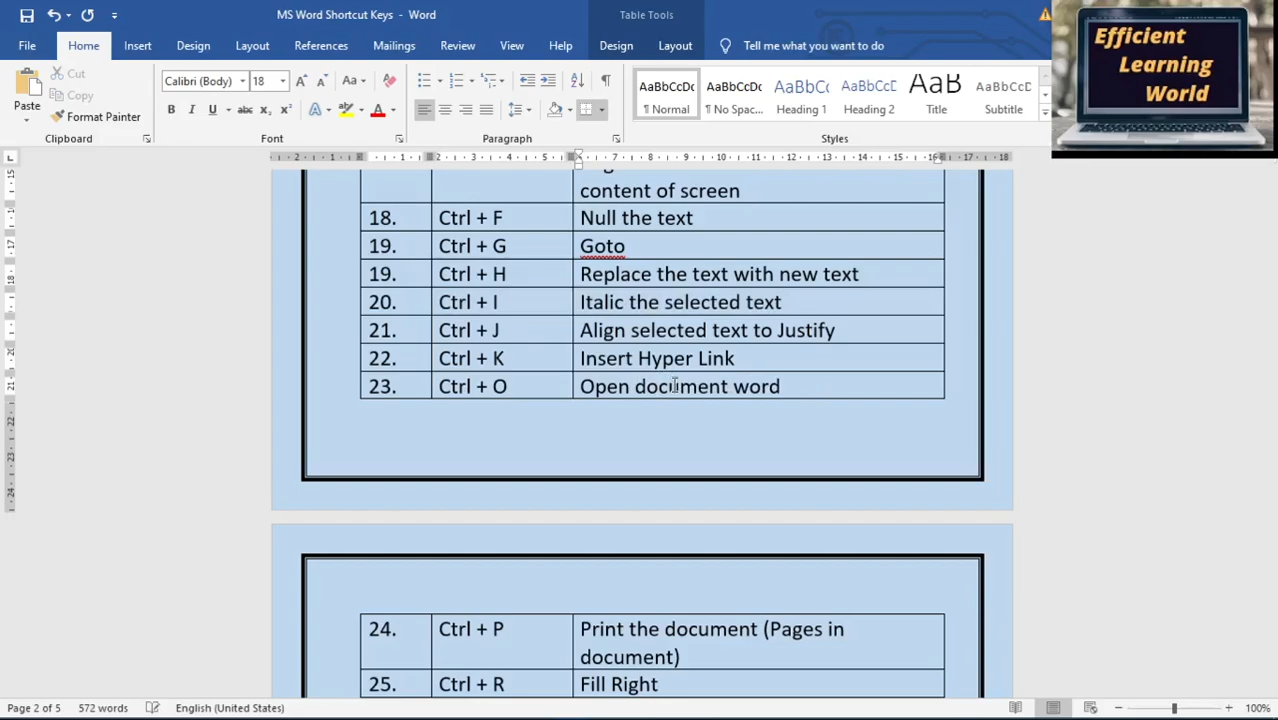 MS Word Shortcut Keys - Word
Table Tools
File Home Insert Design Layout References Mailings Review View Help Design Layout Tell me what you want to do
Efficient
Learning
World
Paste
Cut
Copy
Format Painter
Clipboard
Calibri (Body) 18
Font
Paragraph
AaBbCcDc AaBbCcDc AaBbCc AaBbCcD AaB AaBbCcD
¶ Normal ¶ No Spac... Heading 1 Heading 2 Title Subtitle
Styles
content of screen
18. Ctrl + F Null the text
19. Ctrl + G Goto
19. Ctrl + H Replace the text with new text
20. Ctrl + I Italic the selected text
21. Ctrl + J Align selected text to Justify
22. Ctrl + K Insert Hyper Link
23. Ctrl + O Open document word
24. Ctrl + P Print the document (Pages in
document)
25. Ctrl + R Fill Right
Page 2 of 5 572 words English (United States) 100%